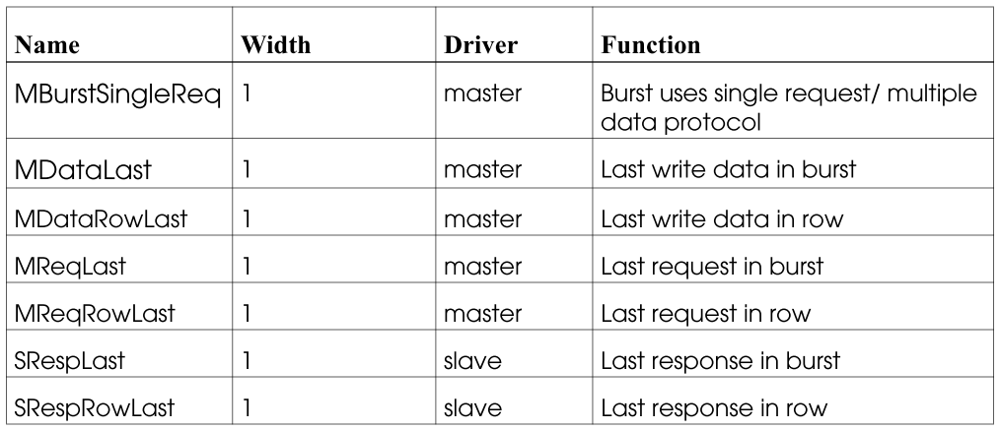 Name Width Driver Function
MBurstSingleReq 1 master Burst uses single request/ multiple
data protocol
MDataLast 1 master Last write data in burst
MDataRowLast 1 master Last write data in row
MReqLast 1 master Last request in burst
MReqRowLast 1 master Last request in row
SRespLast 1 slave Last response in burst
SRespRowLast 1 slave Last response in row